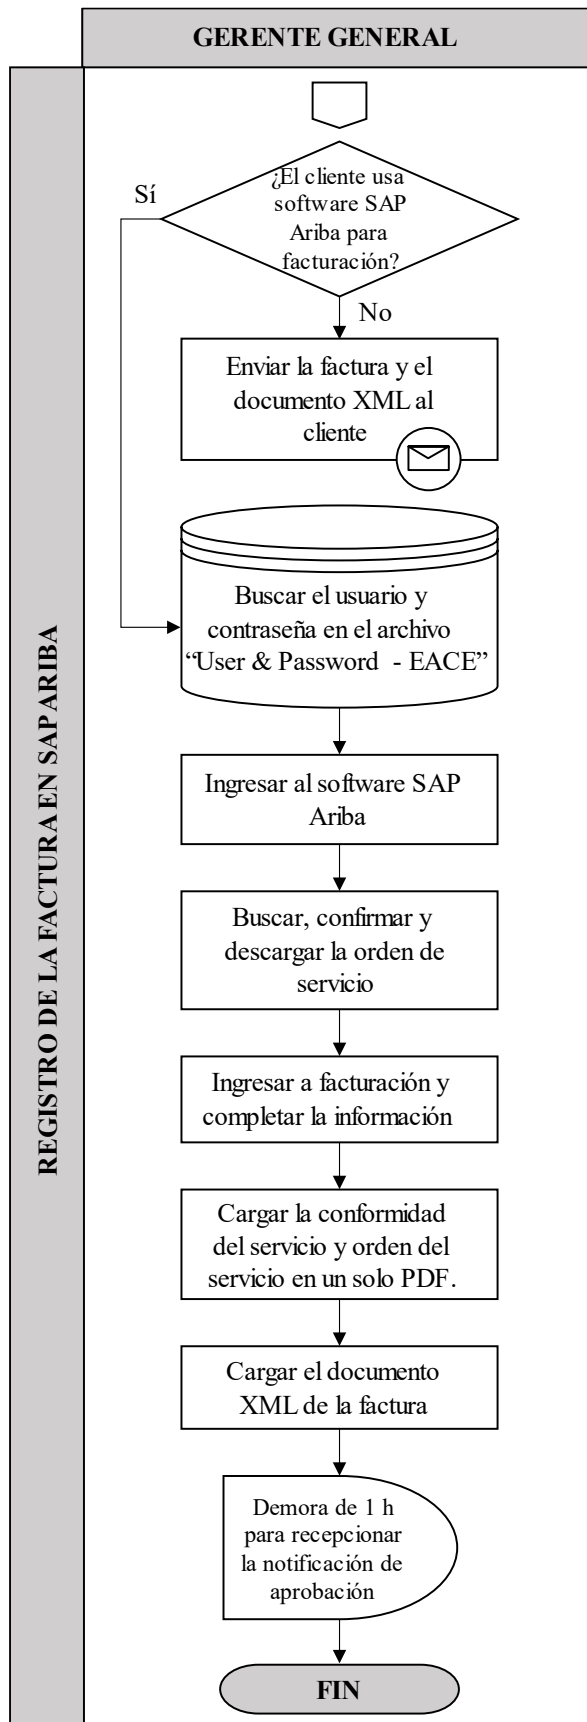 GERENTE GENERAL
REGISTRO DE LA FACTURA EN SAP ARIBA
¿El cliente usa
software SAP
Ariba para
facturación?
Sí
No
Enviar la factura y el
documento XML al
cliente
Buscar el usuario y
contraseña en el archivo
“User & Password - EACE”
Ingresar al software SAP
Ariba
Buscar, confirmar y
descargar la orden de
servicio
Ingresar a facturación y
completar la información
Cargar la conformidad
del servicio y orden del
servicio en un solo PDF.
Cargar el documento
XML de la factura
Demora de 1 h
para recepcionar
la notificación de
aprobación
FIN